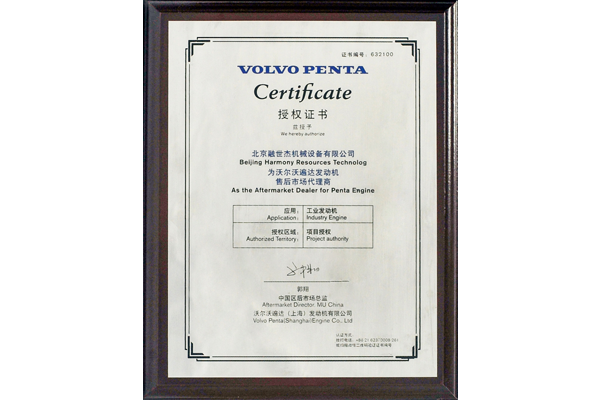 证书编号：632100
VOLVO PENTA
Certificate
授权证书
兹授予
We hereby authorize
北京融世杰机械设备有限公司
Beijing Harmony Resources Technolog
为沃尔沃遍达发动机
售后市场代理商
As the Aftermarket Dealer for Penta Engine
应用： 工业发动机
Application: Industry Engine
授权区域： 项目授权
Authorized Territory: Project authority
郭翔
中国区后市场总监
Aftermarket Director, MU China
沃尔沃遍达（上海）发动机有限公司
Volvo Penta(Shanghai)Engine Co., Ltd
认证方式：